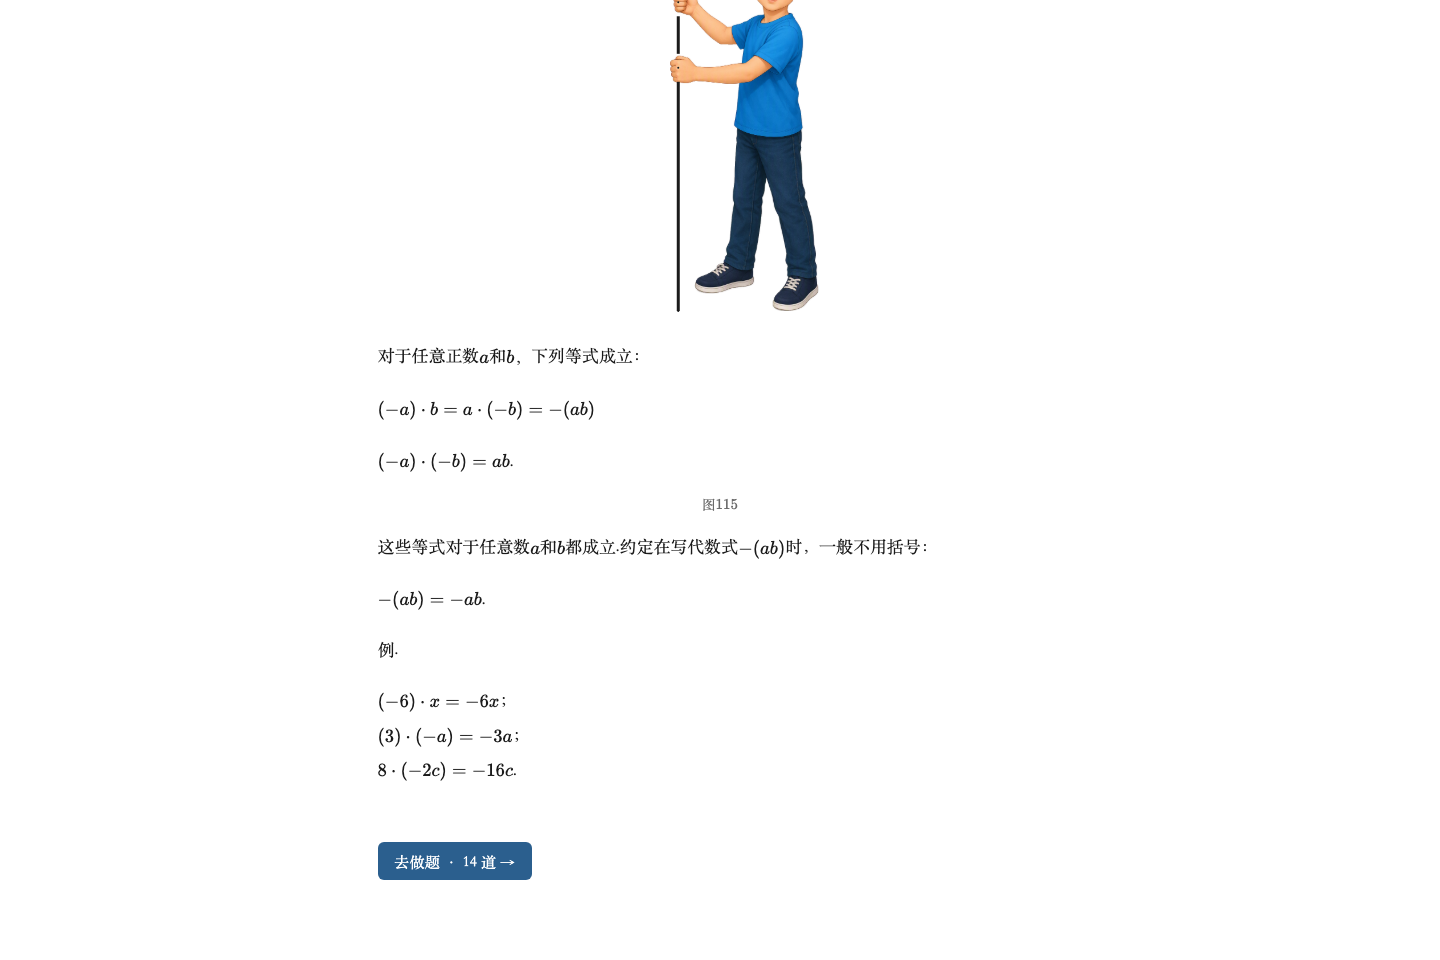 对于任意正数a和b，下列等式成立：
(−a) · b = a · (−b) = −(ab)
(−a) · (−b) = ab.
图115
这些等式对于任意数a和b都成立.约定在写代数式−(ab)时，一般不用括号：
−(ab) = −ab.
例.
(−6) · x = −6x；
(3) · (−a) = −3a；
8 · (−2c) = −16c.
去做题 · 14 道 →